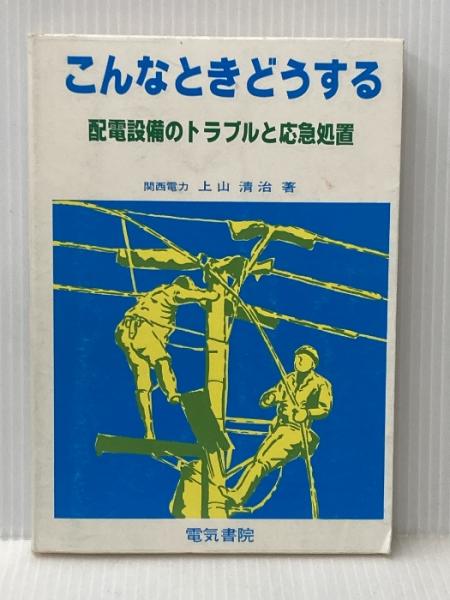 こんなときどうする
配電設備のトラブルと応急処置
関西電力 上山 清治 著
電気書院